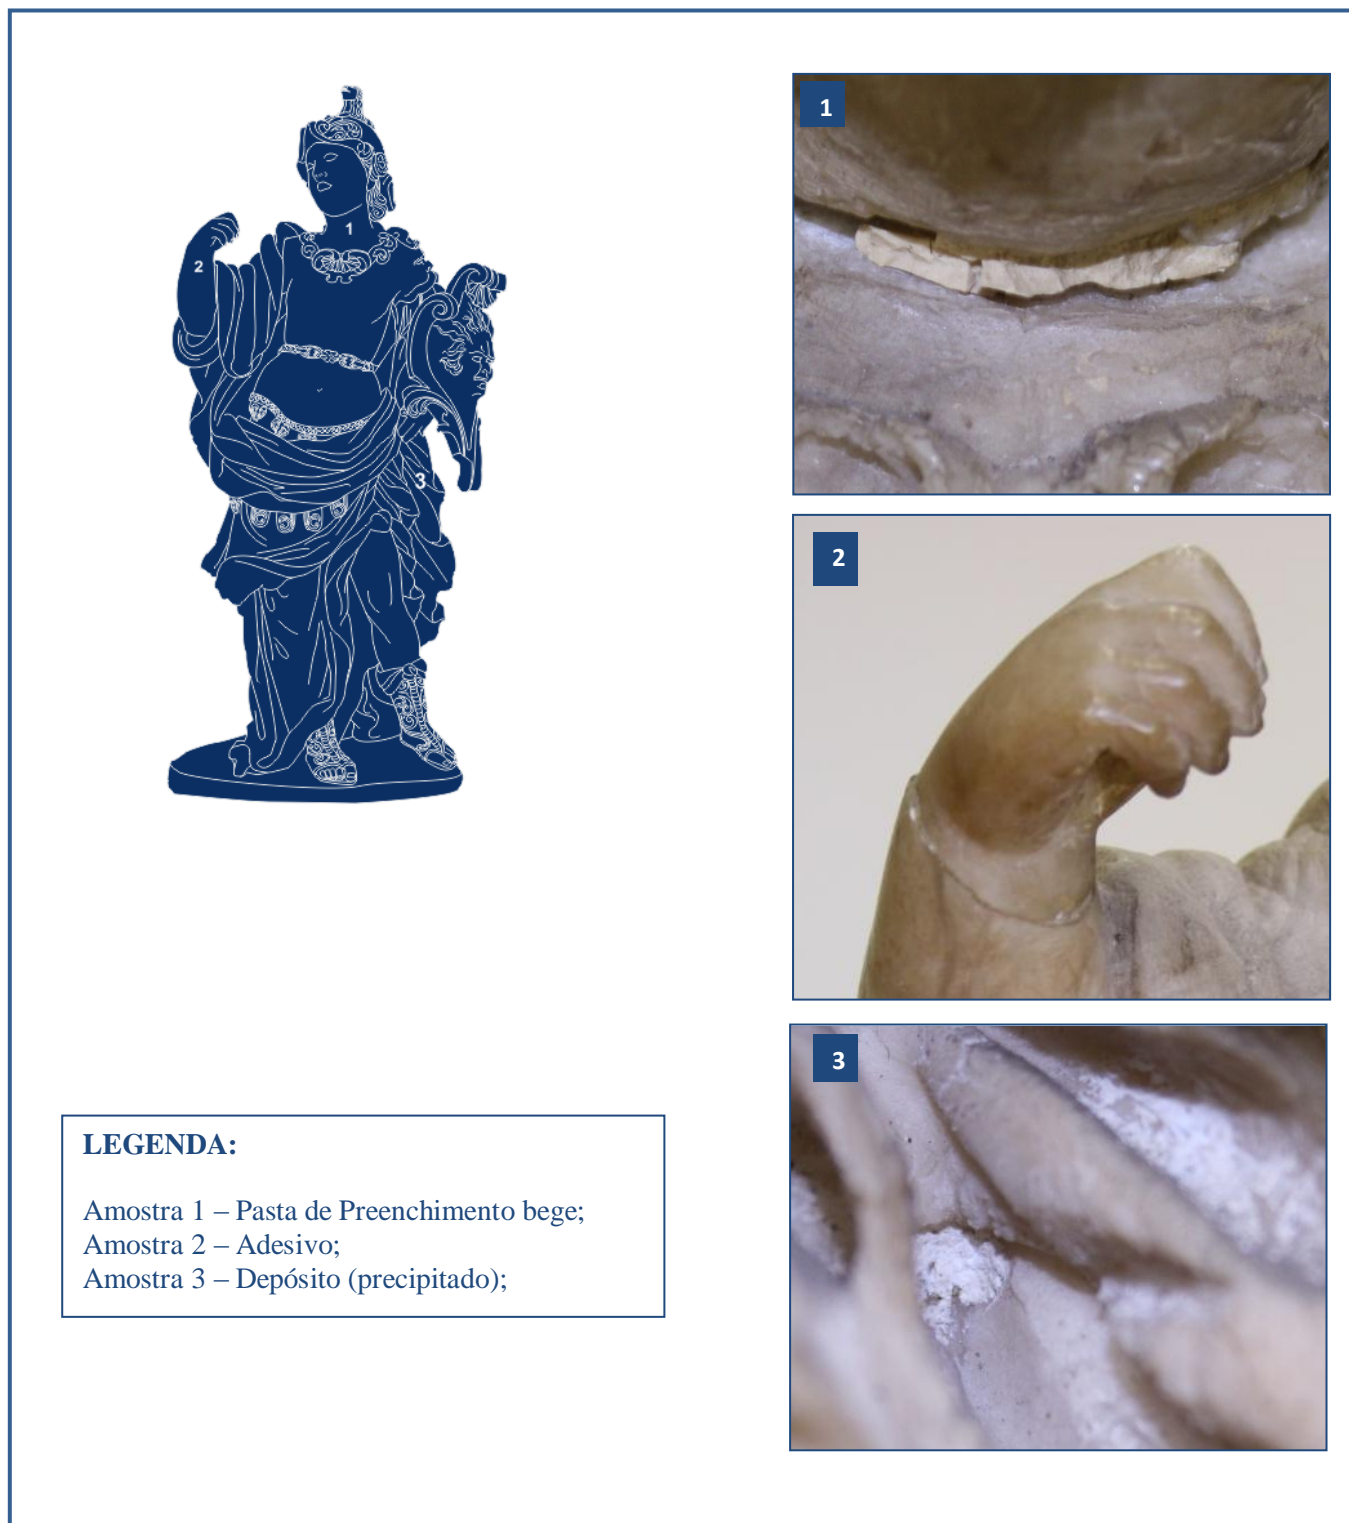 1
2
3
1
2
3
LEGENDA:
Amostra 1 – Pasta de Preenchimento bege;
Amostra 2 – Adesivo;
Amostra 3 – Depósito (precipitado);